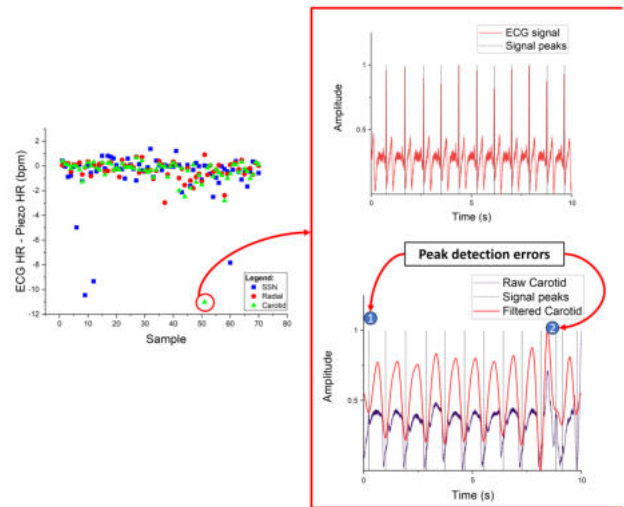 ECG HR - Piezo HR (bpm)
2
0
-2
-4
-6
-8
-10
-12
0
10
20
30
40
50
60
70
80
Sample
Legend:
SSN
Radial
Carotid
ECG signal
Signal peaks
Amplitude
1
0.5
0
5
10
Time (s)
Peak detection errors
Raw Carotid
Signal peaks
Filtered Carotid
1
2
Amplitude
1
0.5
0
5
10
Time (s)